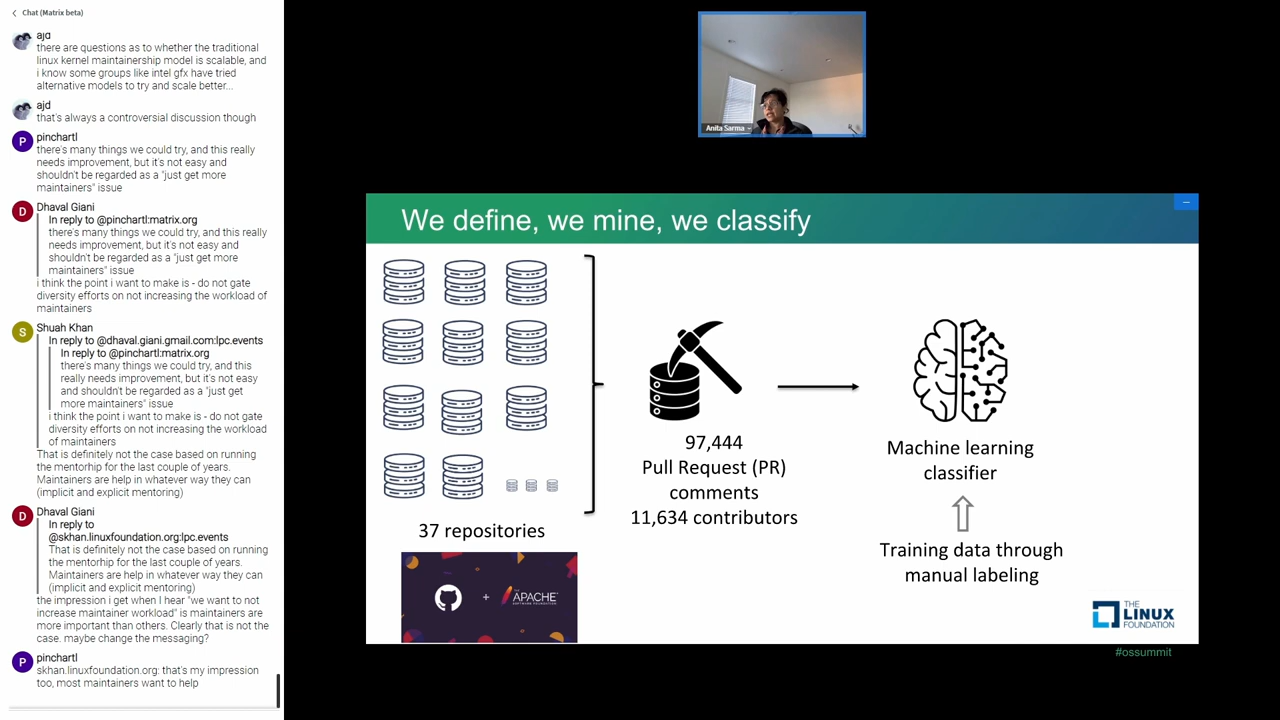 Chat (Matrix beta)
ajd
there are questions as to whether the traditional
linux kernel maintainership model is scalable, and
i know some groups like intel gfx have tried
alternative models to try and scale better...
ajd
that's always a controversial discussion though
P
pinchartl
there's many things we could try, and this really
needs improvement, but it's not easy and
shouldn't be regarded as a "just get more
maintainers" issue
D
Dhaval Giani
In reply to @pinchartl:matrix.org
there's many things we could try, and this really
needs improvement, but it's not easy and
shouldn't be regarded as a "just get more
maintainers" issue
i think the point i want to make is - do not gate
diversity efforts on not increasing the workload of
maintainers
S
Shuah Khan
In reply to @dhaval.giani.gmail.com:lpc.events
In reply to @pinchartl:matrix.org
there's many things we could try, and this
really needs improvement, but it's not easy
and shouldn't be regarded as a "just get
more maintainers" issue
i think the point i want to make is - do not gate
diversity efforts on not increasing the workload
of maintainers
That is definitely not the case based on running
the mentorhip for the last couple of years.
Maintainers are help in whatever way they can
(implicit and explicit mentoring)
D
Dhaval Giani
In reply to
@skhan.linuxfoundation.org:lpc.events
That is definitely not the case based on running
the mentorhip for the last couple of years.
Maintainers are help in whatever way they can
(implicit and explicit mentoring)
the impression i get when I hear "we want to not
increase maintainer workload" is maintainers are
more important than others. Clearly that is not the
case. maybe change the messaging?
P
pinchartl
skhan.linuxfoundation.org: that's my impression
too, most maintainers want to help
Anita Sarma
We define, we mine, we classify
37 repositories
+
THE
APACHE
SOFTWARE FOUNDATION
97,444
Pull Request (PR)
comments
11,634 contributors
Machine learning
classifier
Training data through
manual labeling
THE
LINUX
FOUNDATION
#ossummit